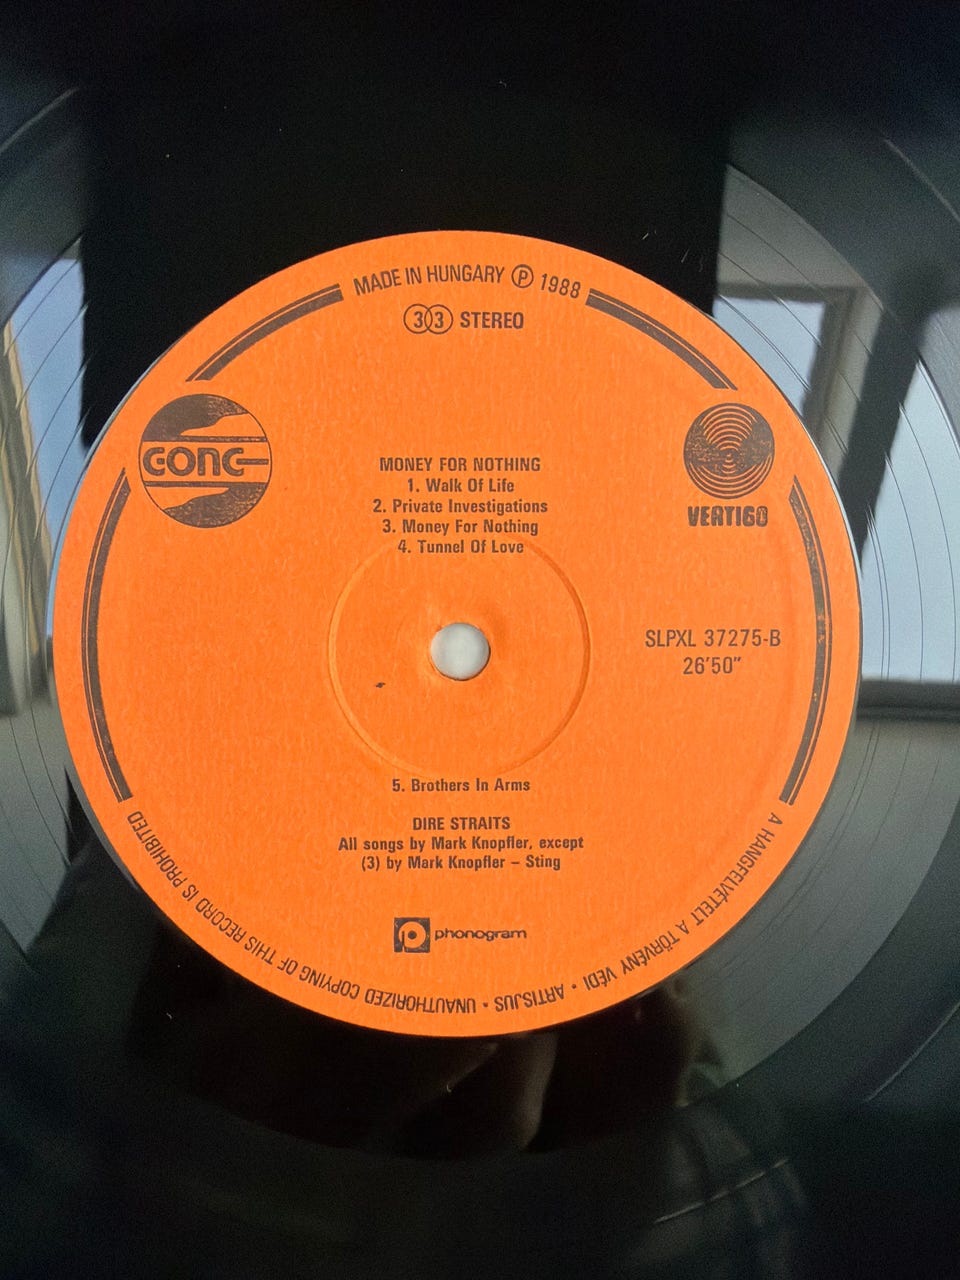 MADE IN HUNGARY Ⓟ 1988
33 STEREO
GONG
VERTIGO
MONEY FOR NOTHING
1. Walk Of Life
2. Private Investigations
3. Money For Nothing
4. Tunnel Of Love
SLPXL 37275-B
26'50"
5. Brothers In Arms
DIRE STRAITS
All songs by Mark Knopfler, except
(3) by Mark Knopfler – Sting
phonogram
A HANGFELVÉTELT A TÖRVÉNY VÉDI • ARTISJUS • UNAUTHORIZED COPYING OF THIS RECORD IS PROHIBITED